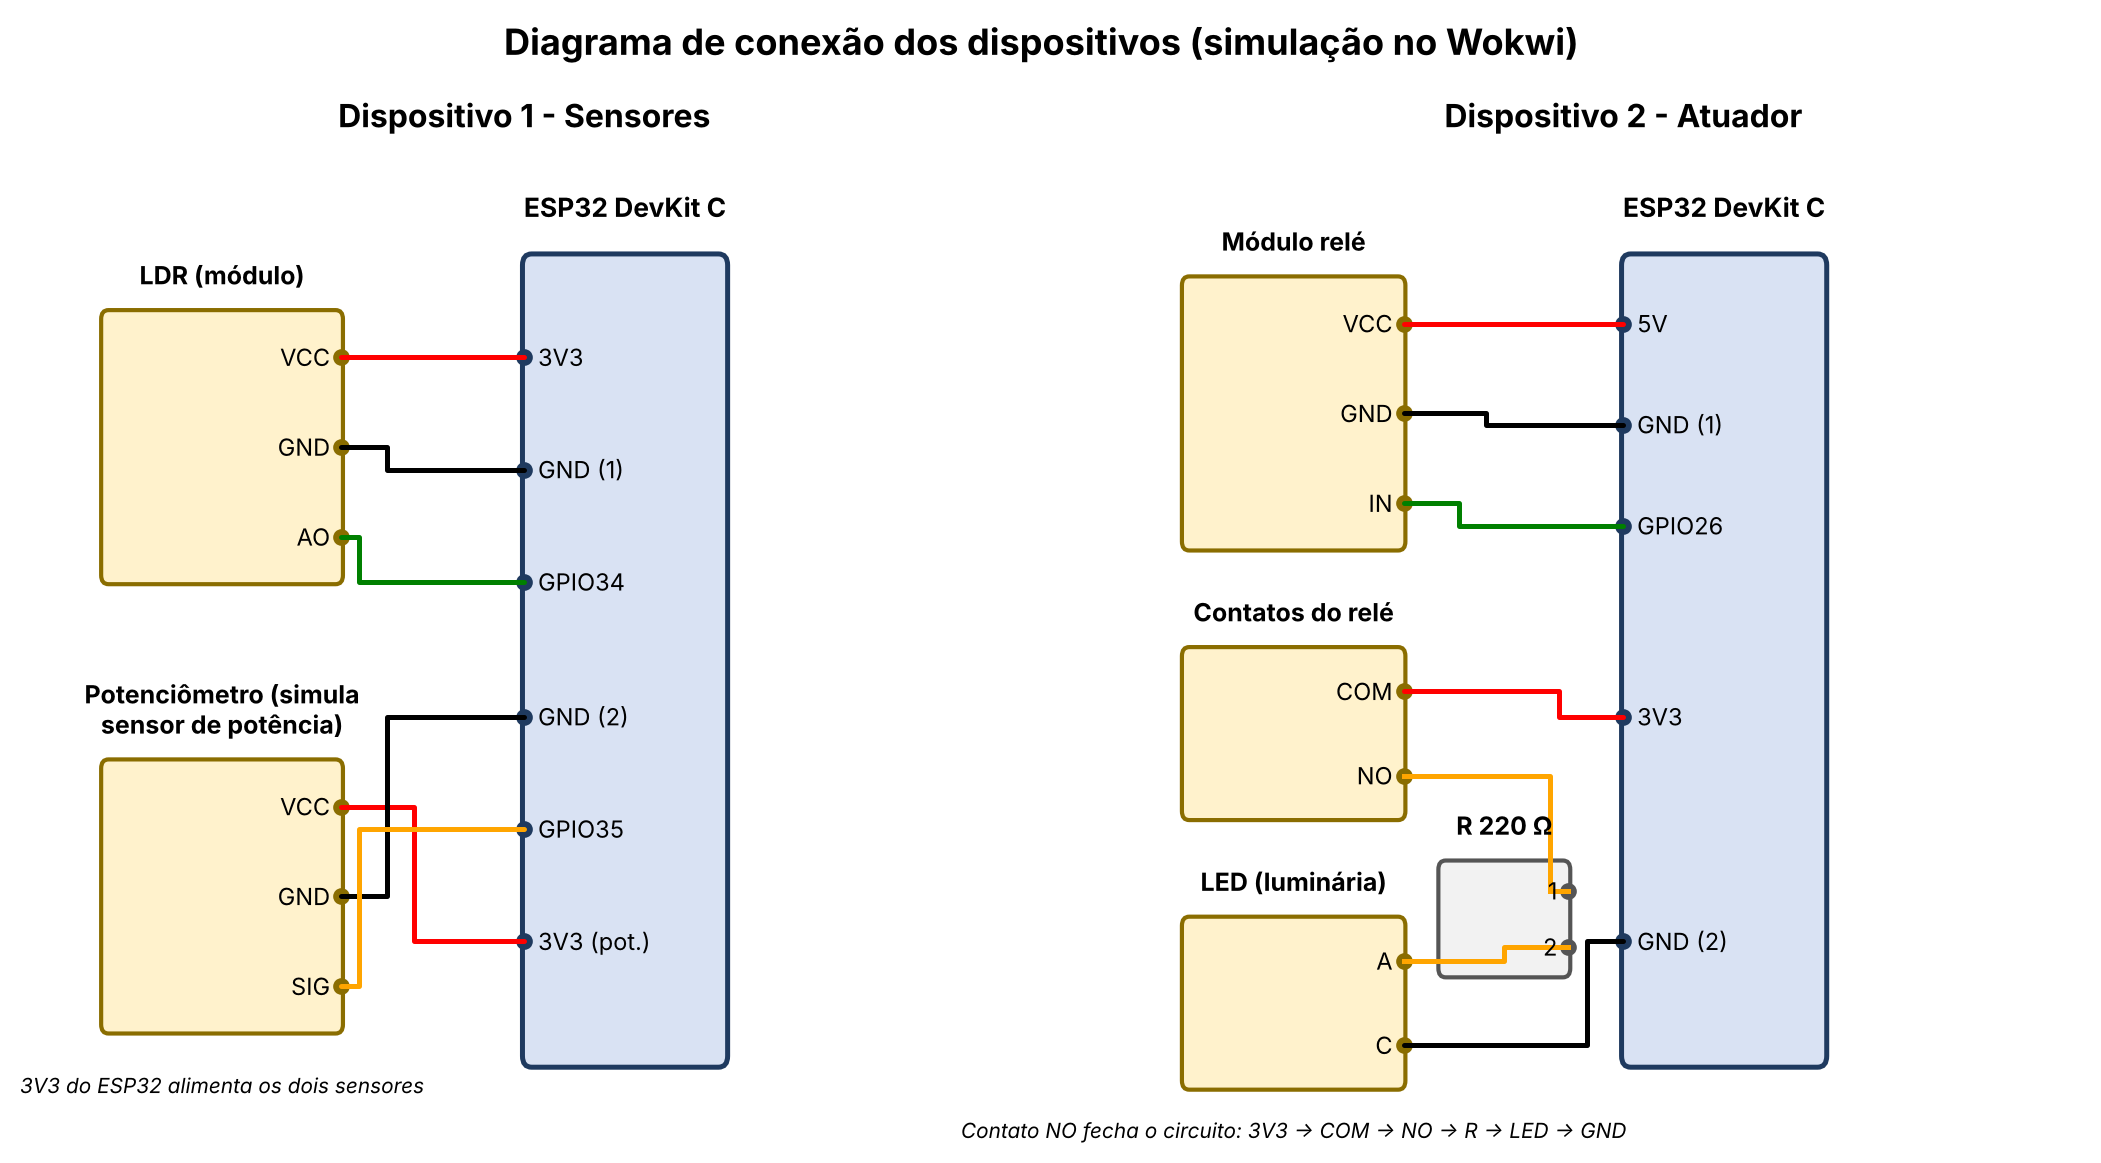 Diagrama de conexão dos dispositivos (simulação no Wokwi)
Dispositivo 1 - Sensores
ESP32 DevKit C
LDR (módulo)
VCC
GND
AO
3V3
GND (1)
GPIO34
Potenciômetro (simula
sensor de potência)
VCC
GND
SIG
GND (2)
GPIO35
3V3 (pot.)
3V3 do ESP32 alimenta os dois sensores
Dispositivo 2 - Atuador
ESP32 DevKit C
Módulo relé
VCC
GND
IN
5V
GND (1)
GPIO26
Contatos do relé
COM
NO
3V3
R 220 Ω
1
2
LED (luminária)
A
C
GND (2)
Contato NO fecha o circuito: 3V3 → COM → NO → R → LED → GND